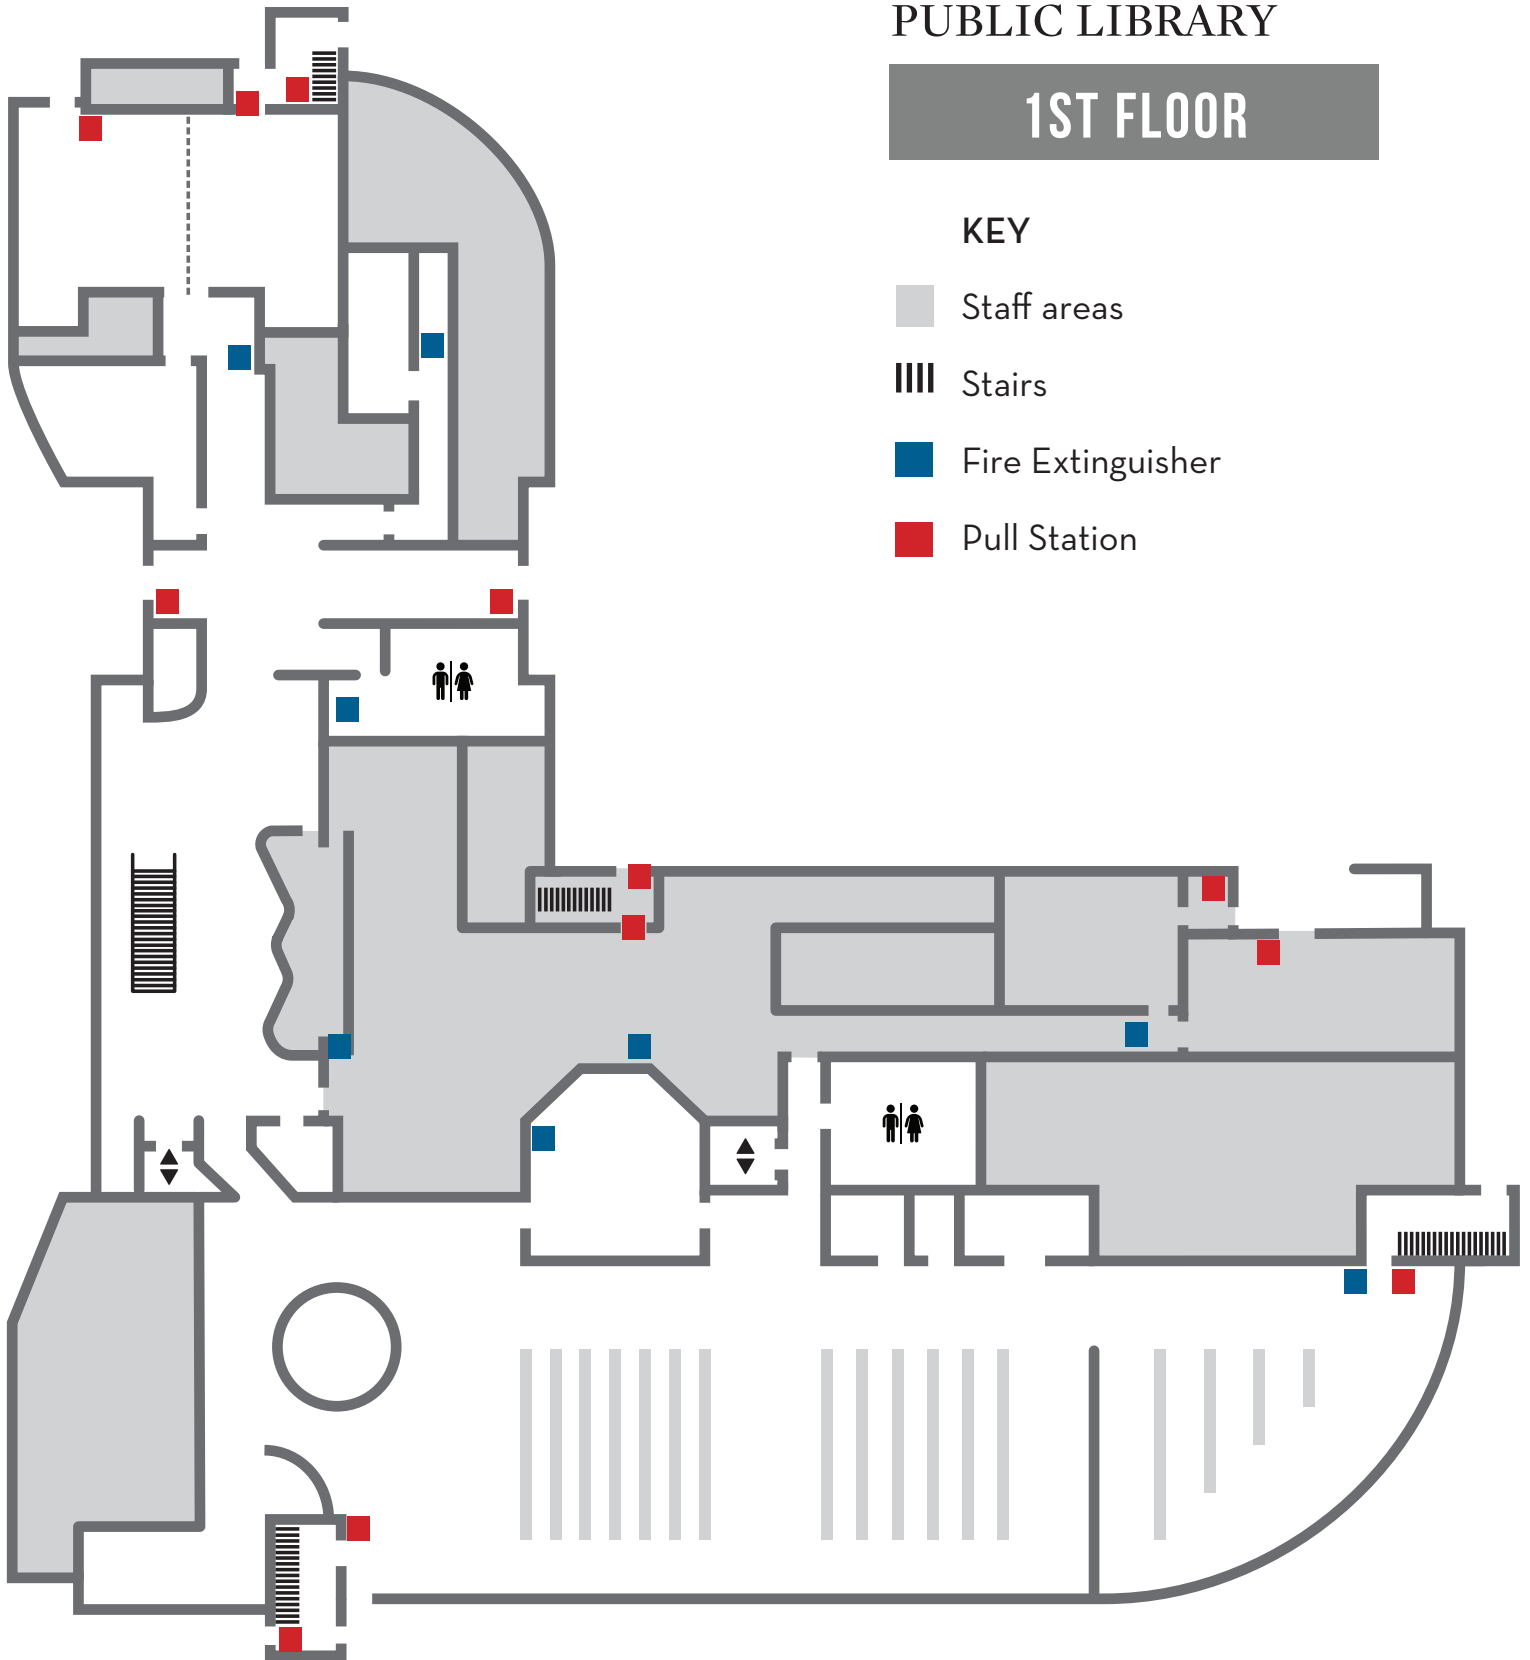 PUBLIC LIBRARY
1ST FLOOR
KEY
Staff areas
Stairs
Fire Extinguisher
Pull Station